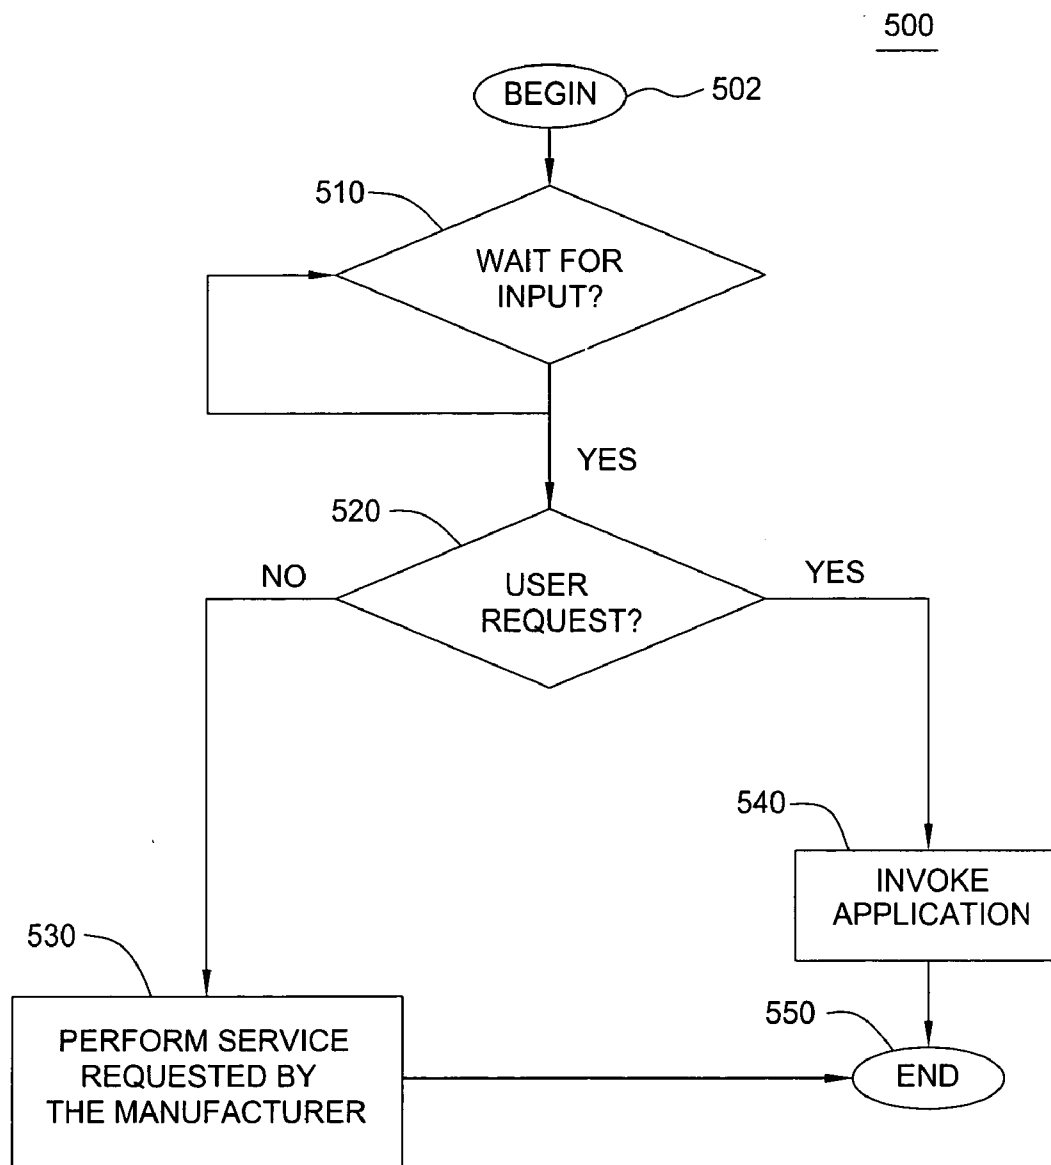 500
BEGIN
502
510
WAIT FOR
INPUT?
YES
520
NO
USER
REQUEST?
YES
540
INVOKE
APPLICATION
530
PERFORM SERVICE
REQUESTED BY
THE MANUFACTURER
550
END